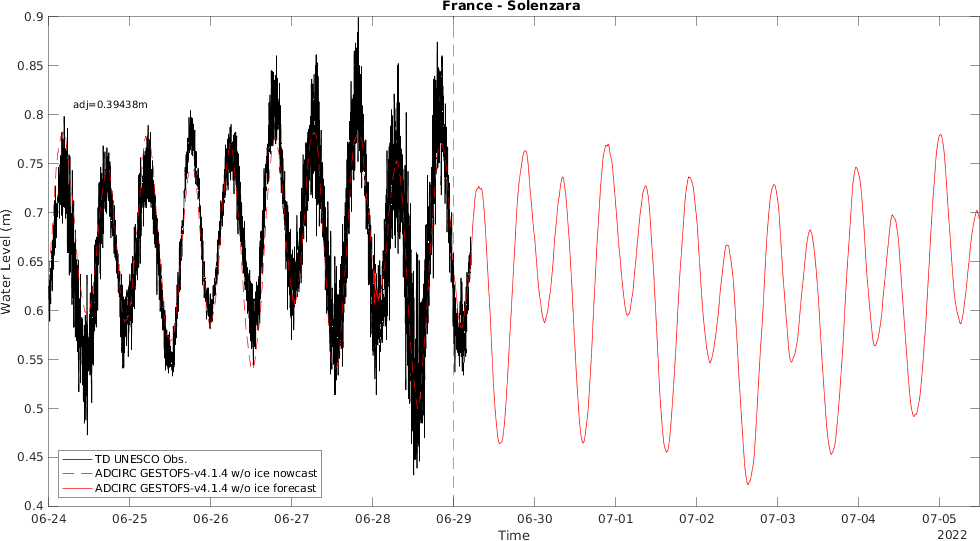 France - Solenzara
0.9
0.85
0.8
0.75
0.7
0.65
0.6
0.55
0.5
0.45
0.4
Water Level (m)
adj=0.39438m
TD UNESCO Obs.
ADCIRC GESTOFS-v4.1.4 w/o ice nowcast
ADCIRC GESTOFS-v4.1.4 w/o ice forecast
06-24 06-25 06-26 06-27 06-28 06-29 06-30 07-01 07-02 07-03 07-04 07-05
Time
2022